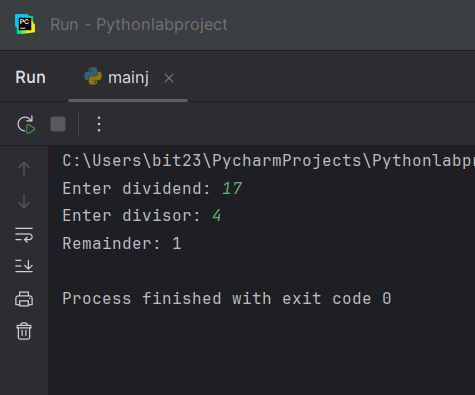 PC
Run - Pythonlabproject
Run
mainj
C:\Users\bit23\PycharmProjects\Pythonlabpr
Enter dividend: 17
Enter divisor: 4
Remainder: 1
Process finished with exit code 0